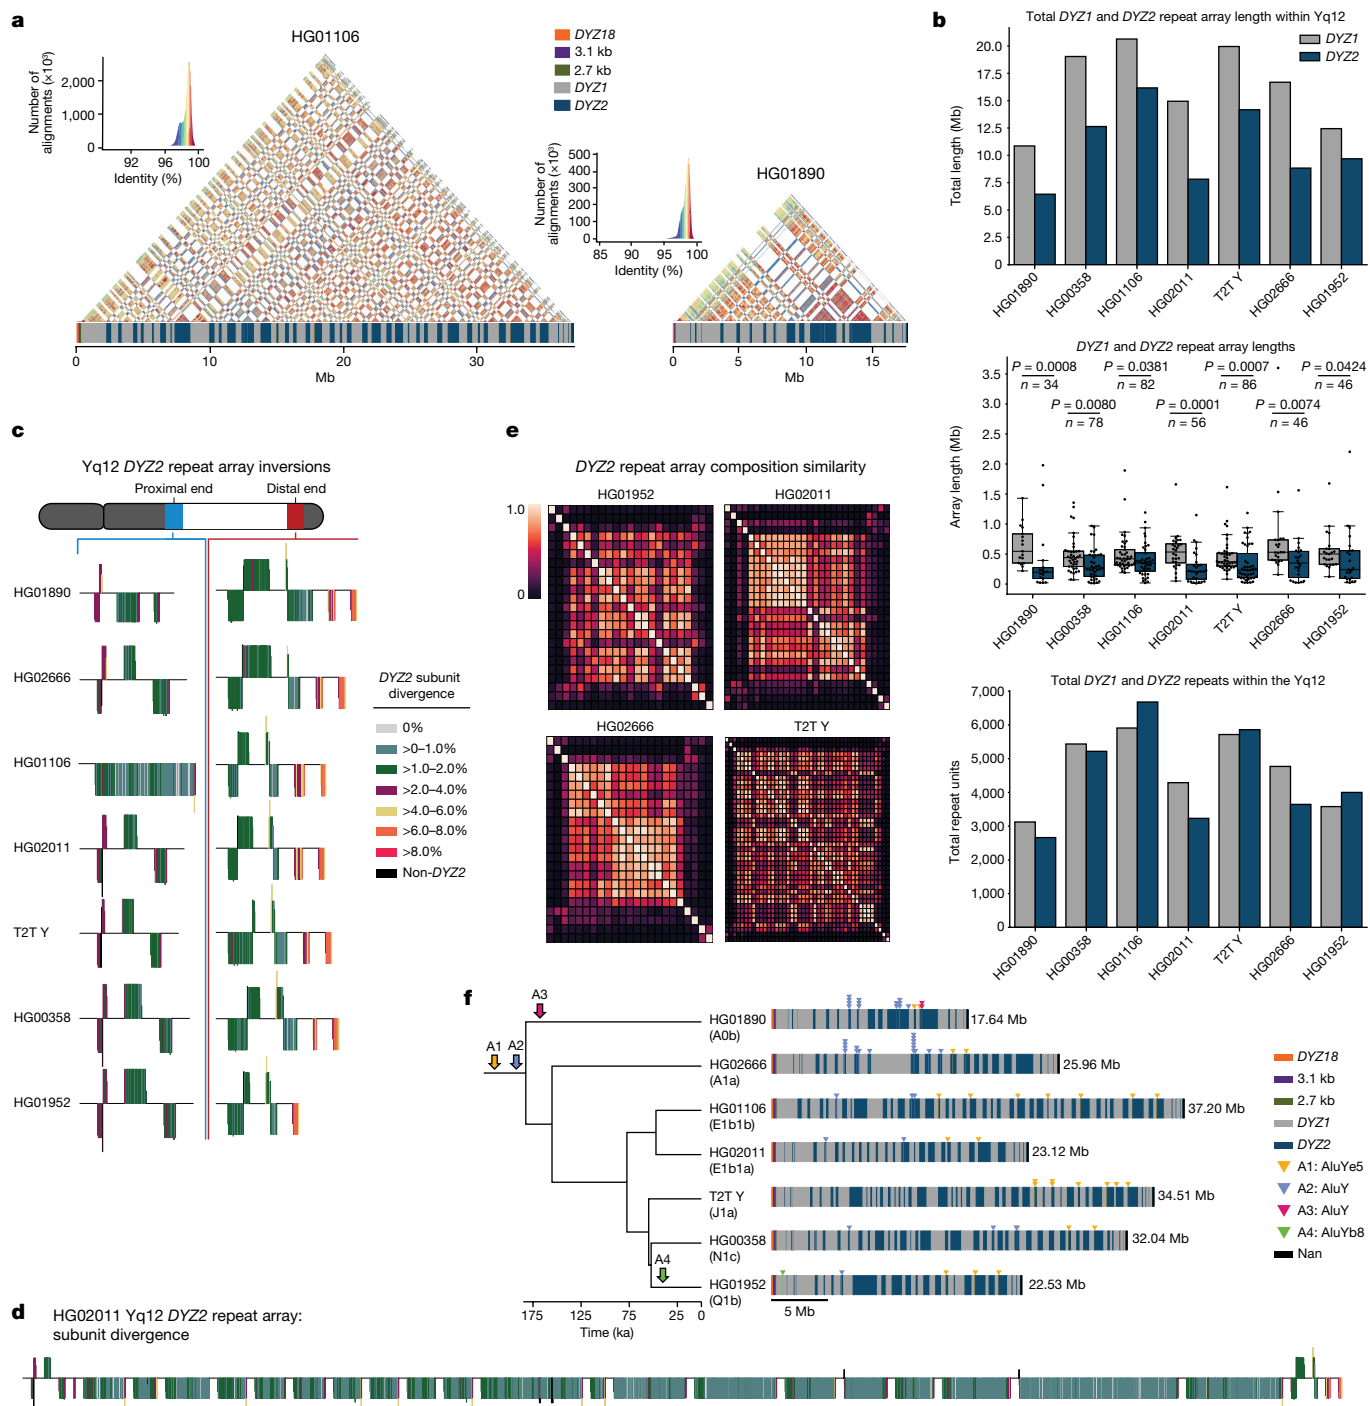 a
HG01106
Number of
alignments (×10³)
2,000
1,000
0
92 96 100
Identity (%)
DYZ18
3.1 kb
2.7 kb
DYZ1
DYZ2
HG01890
Number of
alignments (×10³)
500
400
300
200
100
0
85 90 95 100
Identity (%)
0 10 20 30
Mb
0 5 10 15
Mb
b
Total DYZ1 and DYZ2 repeat array length within Yq12
DYZ1
DYZ2
Total length (Mb)
20.0
17.5
15.0
12.5
10.0
7.5
5.0
2.5
0
HG01890 HG00358 HG01106 HG02011 T2T Y HG02666 HG01952
DYZ1 and DYZ2 repeat array lengths
P = 0.0008 P = 0.0381 P = 0.0007 P = 0.0424
n = 34 n = 82 n = 86 n = 46
P = 0.0080 P = 0.0001 P = 0.0074
n = 78 n = 56 n = 46
Array length (Mb)
3.5
3.0
2.5
2.0
1.5
1.0
0.5
0
HG01890 HG00358 HG01106 HG02011 T2T Y HG02666 HG01952
Total DYZ1 and DYZ2 repeats within the Yq12
Total repeat units
7,000
6,000
5,000
4,000
3,000
2,000
1,000
0
HG01890 HG00358 HG01106 HG02011 T2T Y HG02666 HG01952
c
Yq12 DYZ2 repeat array inversions
Proximal end Distal end
HG01890
HG02666
HG01106
HG02011
T2T Y
HG00358
HG01952
DYZ2 subunit
divergence
0%
>0–1.0%
>1.0–2.0%
>2.0–4.0%
>4.0–6.0%
>6.0–8.0%
>8.0%
Non-DYZ2
e
DYZ2 repeat array composition similarity
1.0
0
HG01952 HG02011
HG02666 T2T Y
f
A3
A1 A2
A4
HG01890
(A0b)
17.64 Mb
HG02666
(A1a)
25.96 Mb
HG01106
(E1b1b)
37.20 Mb
HG02011
(E1b1a)
23.12 Mb
T2T Y
(J1a)
34.51 Mb
HG00358
(N1c)
32.04 Mb
HG01952
(Q1b)
22.53 Mb
175 125 75 25 0
Time (ka)
5 Mb
DYZ18
3.1 kb
2.7 kb
DYZ1
DYZ2
A1: AluYe5
A2: AluY
A3: AluY
A4: AluYb8
Nan
d
HG02011 Yq12 DYZ2 repeat array:
subunit divergence